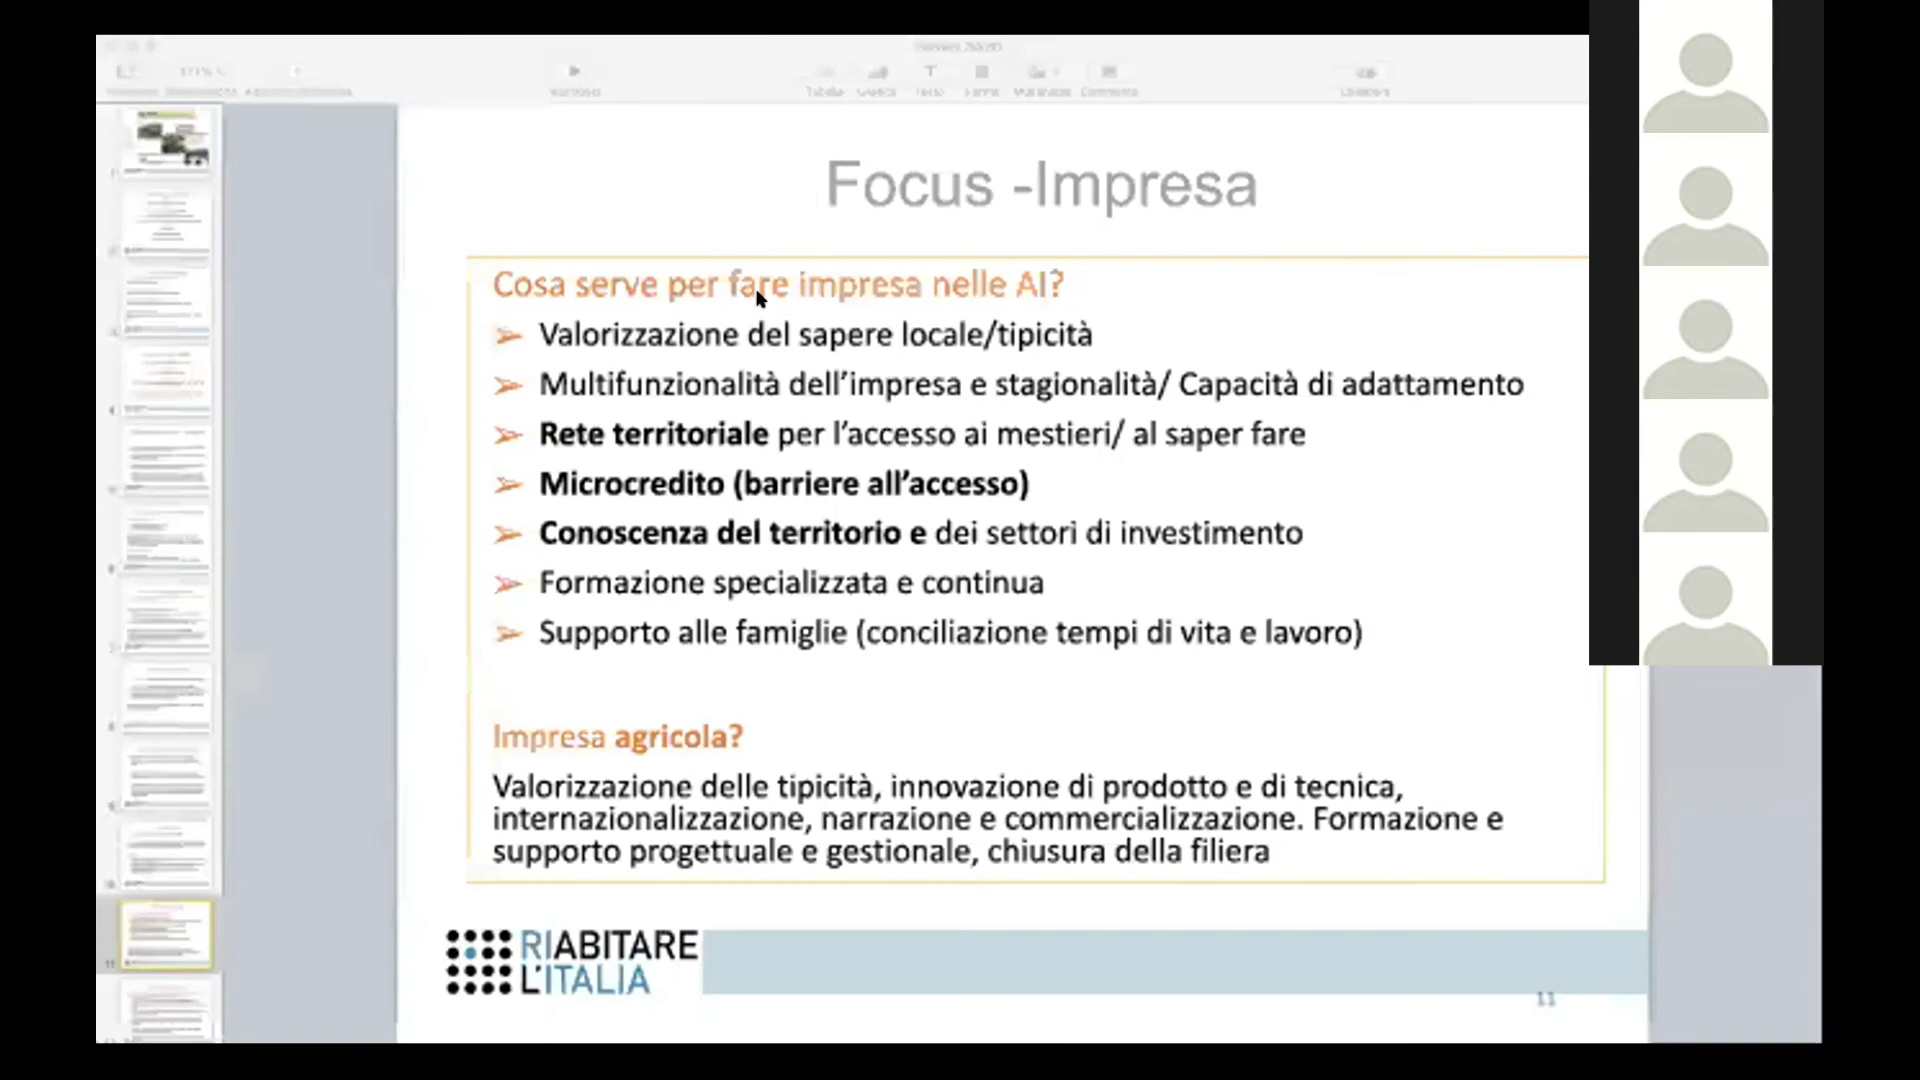 Focus -Impresa
Cosa serve per fare impresa nelle AI?
➢ Valorizzazione del sapere locale/tipicità
➢ Multifunzionalità dell'impresa e stagionalità/ Capacità di adattamento
➢ Rete territoriale per l'accesso ai mestieri/ al saper fare
➢ Microcredito (barriere all'accesso)
➢ Conoscenza del territorio e dei settori di investimento
➢ Formazione specializzata e continua
➢ Supporto alle famiglie (conciliazione tempi di vita e lavoro)
Impresa agricola?
Valorizzazione delle tipicità, innovazione di prodotto e di tecnica,
internazionalizzazione, narrazione e commercializzazione. Formazione e
supporto progettuale e gestionale, chiusura della filiera
RIABITARE
L'ITALIA
11